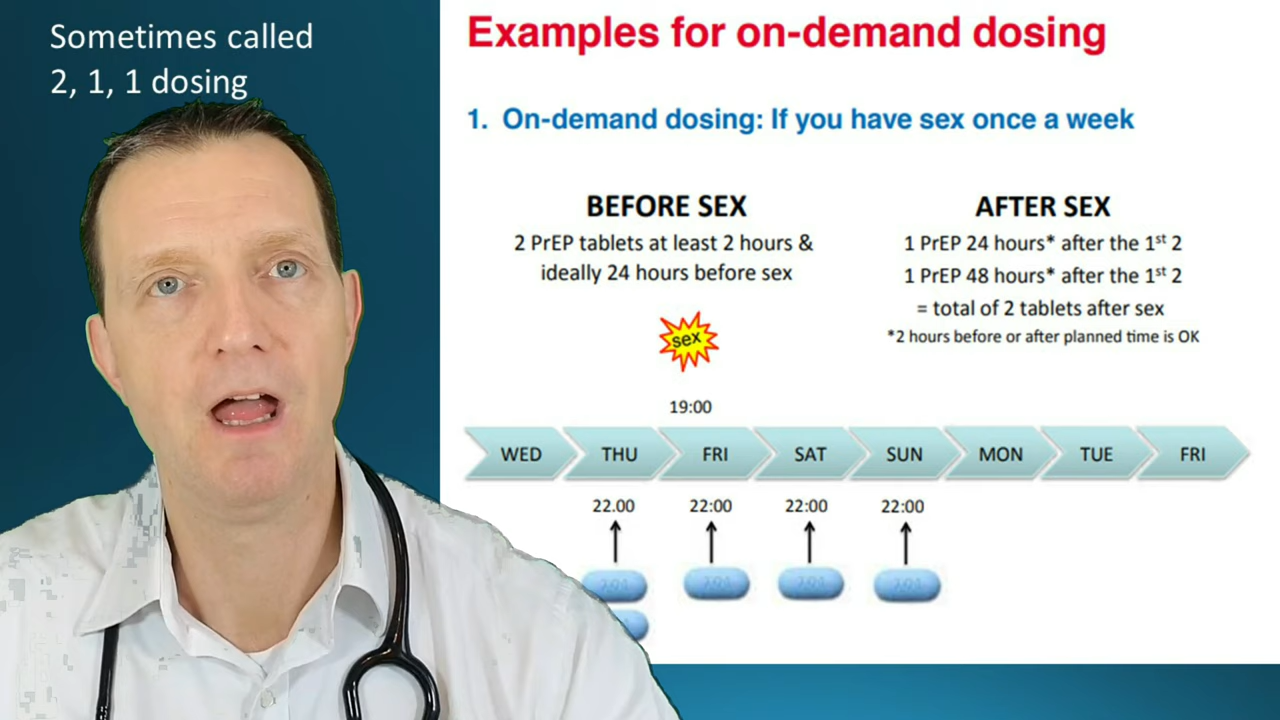 Sometimes called
2, 1, 1 dosing
Examples for on-demand dosing
1. On-demand dosing: If you have sex once a week
BEFORE SEX
2 PrEP tablets at least 2 hours &
ideally 24 hours before sex
AFTER SEX
1 PrEP 24 hours* after the 1st 2
1 PrEP 48 hours* after the 1st 2
= total of 2 tablets after sex
*2 hours before or after planned time is OK
sex
19:00
WED THU FRI SAT SUN MON TUE FRI
22.00 22:00 22:00 22:00